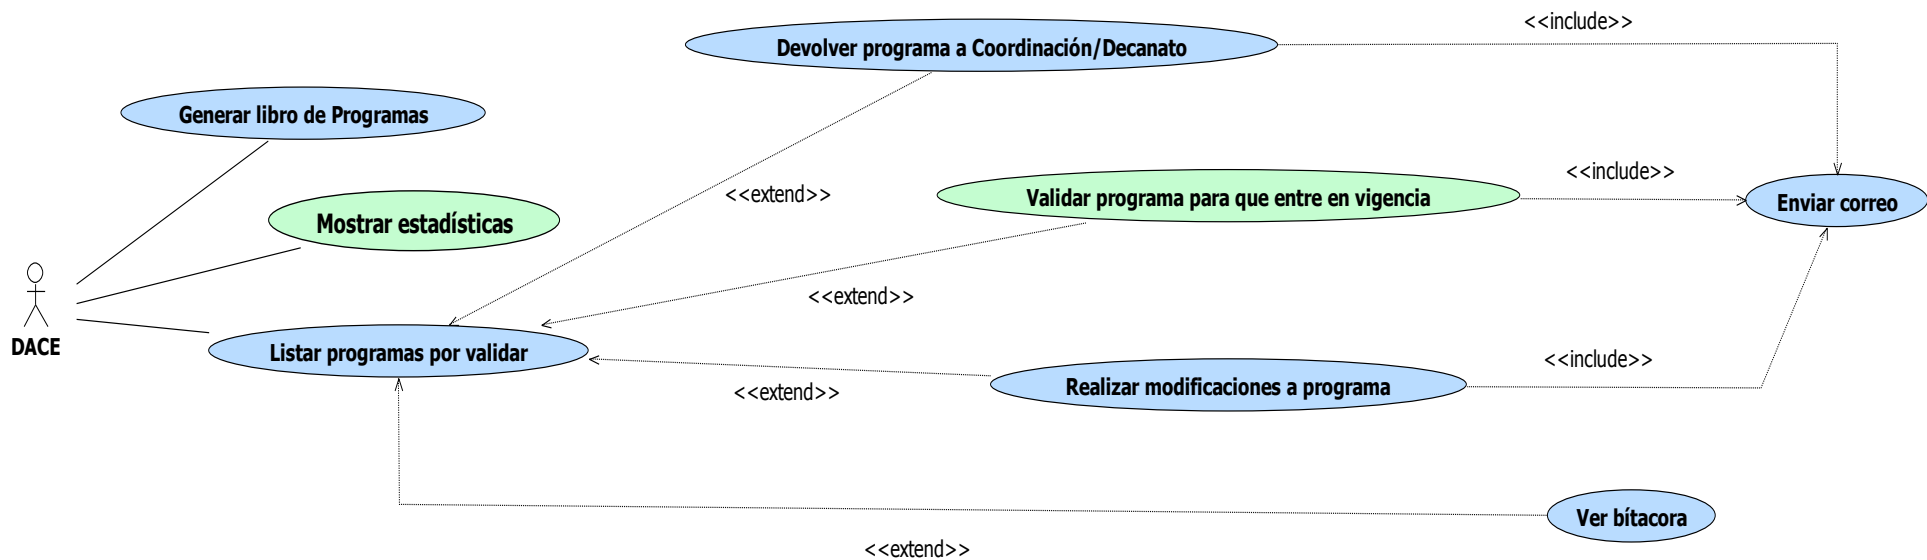 <<include>>
Devolver programa a Coordinación/Decanato
Generar libro de Programas
<<include>>
<<extend>>
Validar programa para que entre en vigencia
Enviar correo
Mostrar estadísticas
<<extend>>
DACE
Listar programas por validar
<<include>>
<<extend>>
Realizar modificaciones a programa
Ver bítacora
<<extend>>